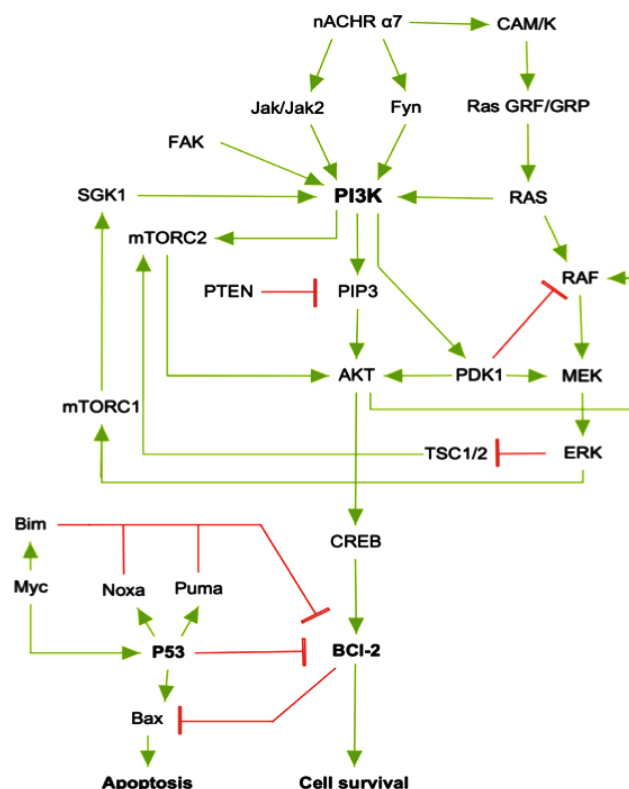 nACHR α7
CAM/K
Jak/Jak2
Fyn
Ras GRF/GRP
FAK
SGK1
PI3K
RAS
mTORC2
PTEN
PIP3
RAF
AKT
PDK1
MEK
mTORC1
TSC1/2
ERK
Bim
CREB
Myc
Noxa
Puma
P53
BCl-2
Bax
Apoptosis
Cell survival